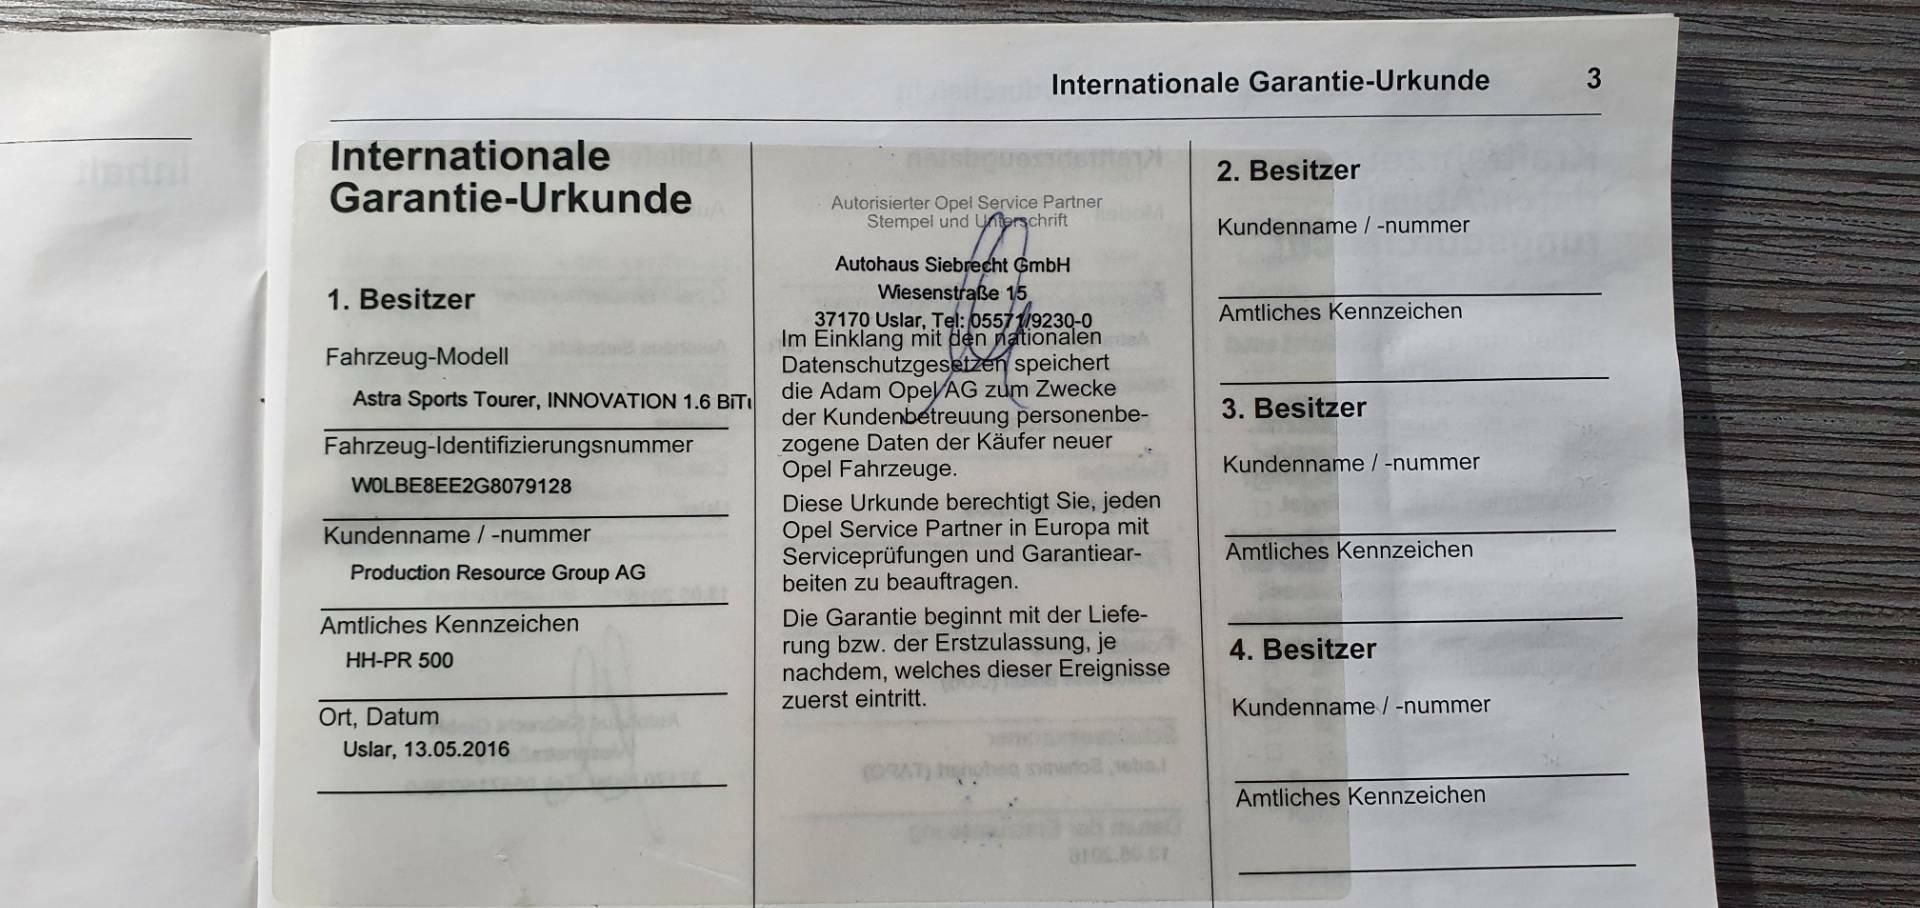 Internationale Garantie-Urkunde 3
Internationale
Garantie-Urkunde
1. Besitzer
Fahrzeug-Modell
Astra Sports Tourer, INNOVATION 1.6 BiTu
Fahrzeug-Identifizierungsnummer
W0LBE8EE2G8079128
Kundenname / -nummer
Production Resource Group AG
Amtliches Kennzeichen
HH-PR 500
Ort, Datum
Uslar, 13.05.2016
Autorisierter Opel Service Partner
Stempel und Unterschrift
Autohaus Siebrecht GmbH
Wiesenstraße 15
37170 Uslar, Tel: 05571/9230-0
Im Einklang mit den nationalen
Datenschutzgesetzen speichert
die Adam Opel AG zum Zwecke
der Kundenbetreuung personenbe-
zogene Daten der Käufer neuer
Opel Fahrzeuge.
Diese Urkunde berechtigt Sie, jeden
Opel Service Partner in Europa mit
Serviceprüfungen und Garantiear-
beiten zu beauftragen.
Die Garantie beginnt mit der Liefe-
rung bzw. der Erstzulassung, je
nachdem, welches dieser Ereignisse
zuerst eintritt.
2. Besitzer
Kundenname / -nummer
Amtliches Kennzeichen
3. Besitzer
Kundenname / -nummer
Amtliches Kennzeichen
4. Besitzer
Kundenname / -nummer
Amtliches Kennzeichen
Inhalt